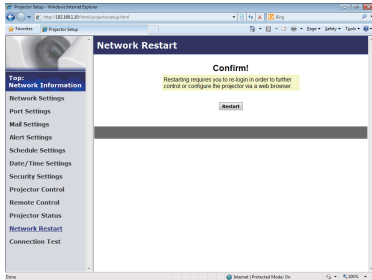 Projector Setup - Windows Internet Explorer
http://192.168.1.10/html/projectorsetup.html
Bing
Favorites
Projector Setup
Page
Safety
Tools
Network Restart
Top:
Network Information
Network Settings
Port Settings
Mail Settings
Alert Settings
Schedule Settings
Date/Time Settings
Security Settings
Projector Control
Remote Control
Projector Status
Network Restart
Connection Test
Confirm!
Restarting requires you to re-login in order to further
control or configure the projector via a web browser.
Restart
Done
Internet | Protected Mode: On
100%